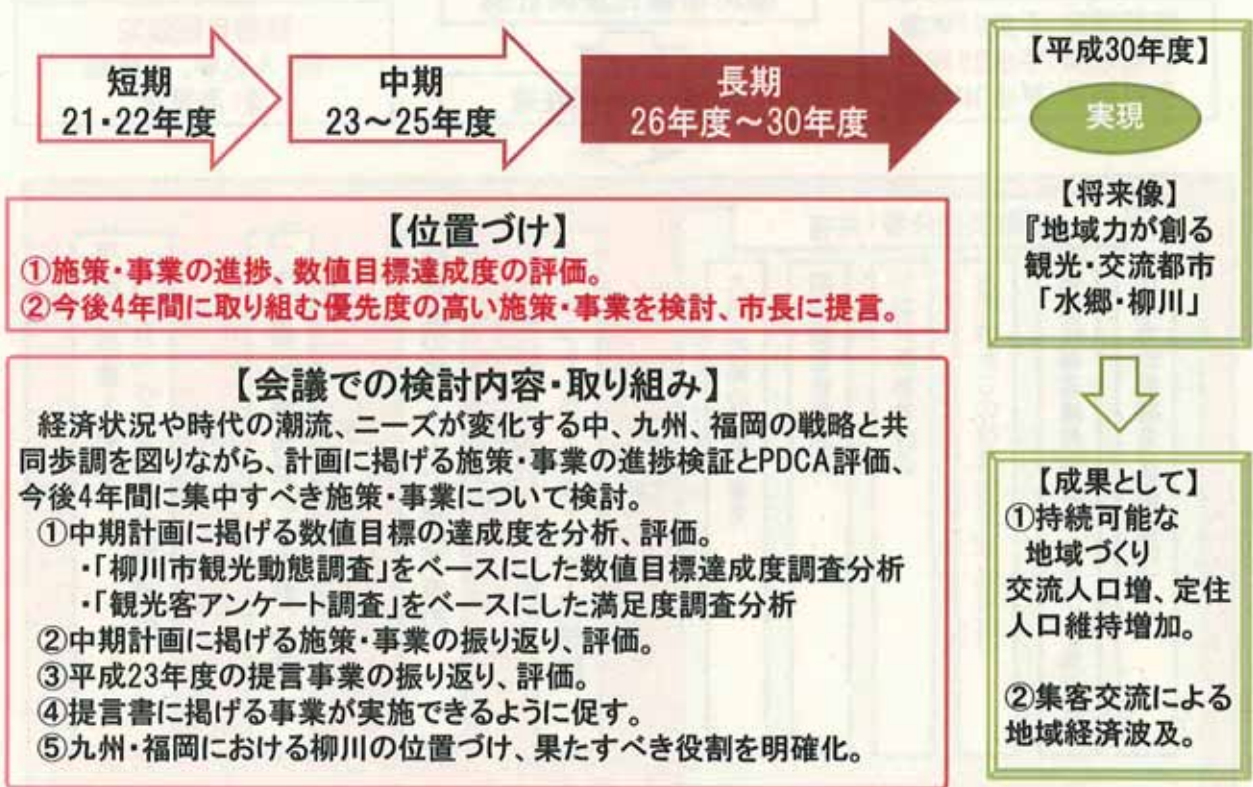 短期
21・22年度
中期
23～25年度
長期
26年度～30年度
【位置づけ】
①施策・事業の進捗、数値目標達成度の評価。
②今後4年間に取り組む優先度の高い施策・事業を検討、市長に提言。
【会議での検討内容・取り組み】
経済状況や時代の潮流、ニーズが変化する中、九州、福岡の戦略と共
同歩調を図りながら、計画に掲げる施策・事業の進捗検証とPDCA評価、
今後4年間に集中すべき施策・事業について検討。
①中期計画に掲げる数値目標の達成度を分析、評価。
・「柳川市観光動態調査」をベースにした数値目標達成度調査分析
・「観光客アンケート調査」をベースにした満足度調査分析
②中期計画に掲げる施策・事業の振り返り、評価。
③平成23年度の提言事業の振り返り、評価。
④提言書に掲げる事業が実施できるように促す。
⑤九州・福岡における柳川の位置づけ、果たすべき役割を明確化。
【平成30年度】
実現
【将来像】
『地域力が創る
観光・交流都市
「水郷・柳川」
【成果として】
①持続可能な
地域づくり
交流人口増、定住
人口維持増加。
②集客交流による
地域経済波及。